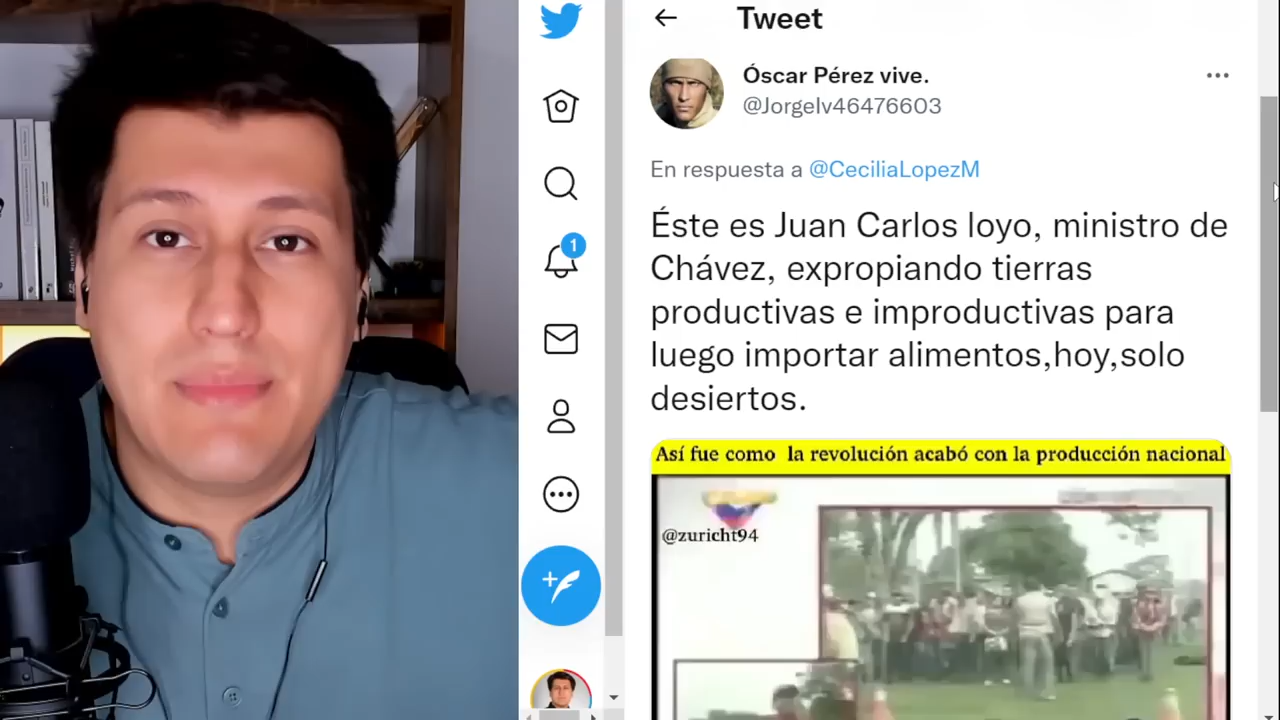 Tweet
Óscar Pérez vive.
@Jorgelv46476603
En respuesta a @CeciliaLopezM
1
Éste es Juan Carlos loyo, ministro de
Chávez, expropiando tierras
productivas e improductivas para
luego importar alimentos,hoy,solo
desiertos.
Así fue como la revolución acabó con la producción nacional
@zuricht94